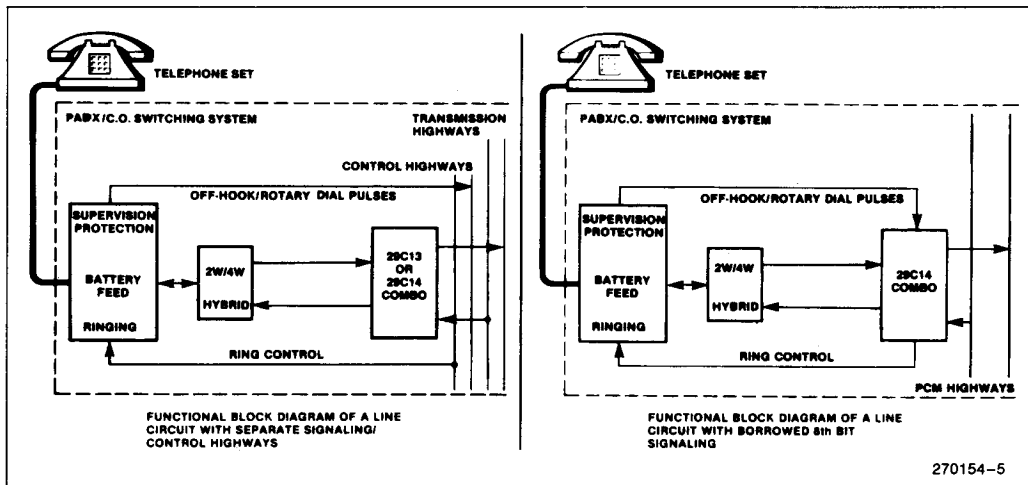 TELEPHONE SET
PABX/C.O. SWITCHING SYSTEM
TRANSMISSION
HIGHWAYS
CONTROL HIGHWAYS
OFF-HOOK/ROTARY DIAL PULSES
SUPERVISION
PROTECTION
BATTERY
FEED
RINGING
2W/4W
HYBRID
29C13
OR
29C14
COMBO
RING CONTROL
FUNCTIONAL BLOCK DIAGRAM OF A LINE
CIRCUIT WITH SEPARATE SIGNALING/
CONTROL HIGHWAYS
TELEPHONE SET
PABX/C.O. SWITCHING SYSTEM
OFF-HOOK/ROTARY DIAL PULSES
SUPERVISION
PROTECTION
BATTERY
FEED
RINGING
2W/4W
HYBRID
29C14
COMBO
RING CONTROL
PCM HIGHWAYS
FUNCTIONAL BLOCK DIAGRAM OF A LINE
CIRCUIT WITH BORROWED 8th BIT
SIGNALING
270154–5